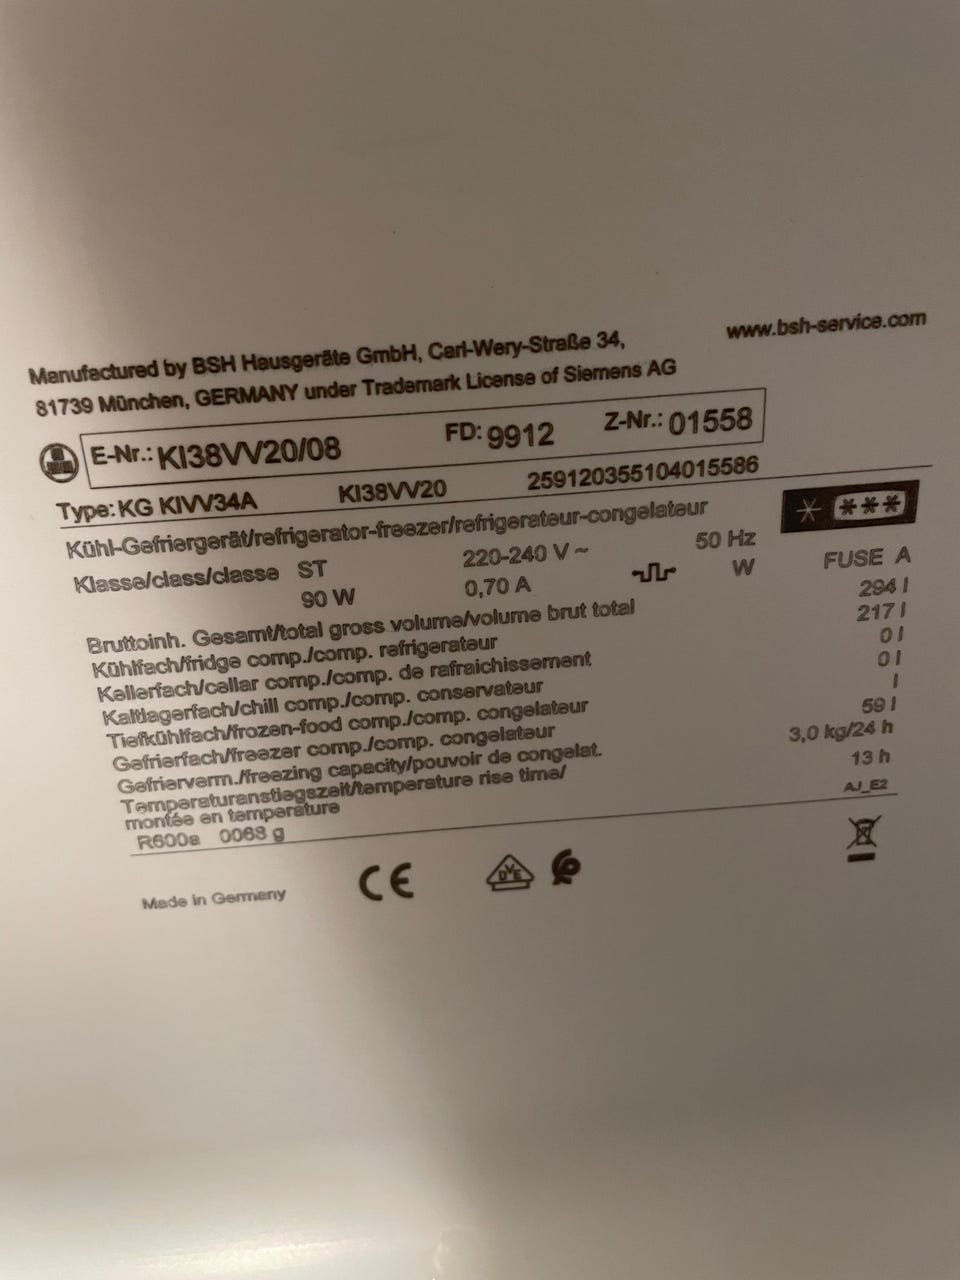 Manufactured by BSH Hausgeräte GmbH, Carl-Wery-Straße 34,
www.bsh-service.com
81739 München, GERMANY under Trademark License of Siemens AG
E-Nr.: KI38VV20/08 FD: 9912 Z-Nr.: 01558
Type: KG KIVV34A KI38VV20 259120355104015586
Kühl-Gefriergerät/refrigerator-freezer/refrigerateur-congelateur
Klasse/class/classe ST 220-240 V ~ 50 Hz FUSE A
90 W 0,70 A W
Bruttoinh. Gesamt/total gross volume/volume brut total 294 l
Kühlfach/fridge comp./comp. refrigerateur 217 l
Kellerfach/cellar comp./comp. de rafraichissement 0 l
Kaltlagerfach/chill comp./comp. conservateur 0 l
Tiefkühlfach/frozen-food comp./comp. congelateur l
Gefrierfach/freezer comp./comp. congelateur 59 l
Gefrierverm./freezing capacity/pouvoir de congelat. 3,0 kg/24 h
Temperaturanstiegszeit/temperature rise time/ 13 h
montée en temperature
R600a 0068 g AJ_E2
Made in Germany CE DVE